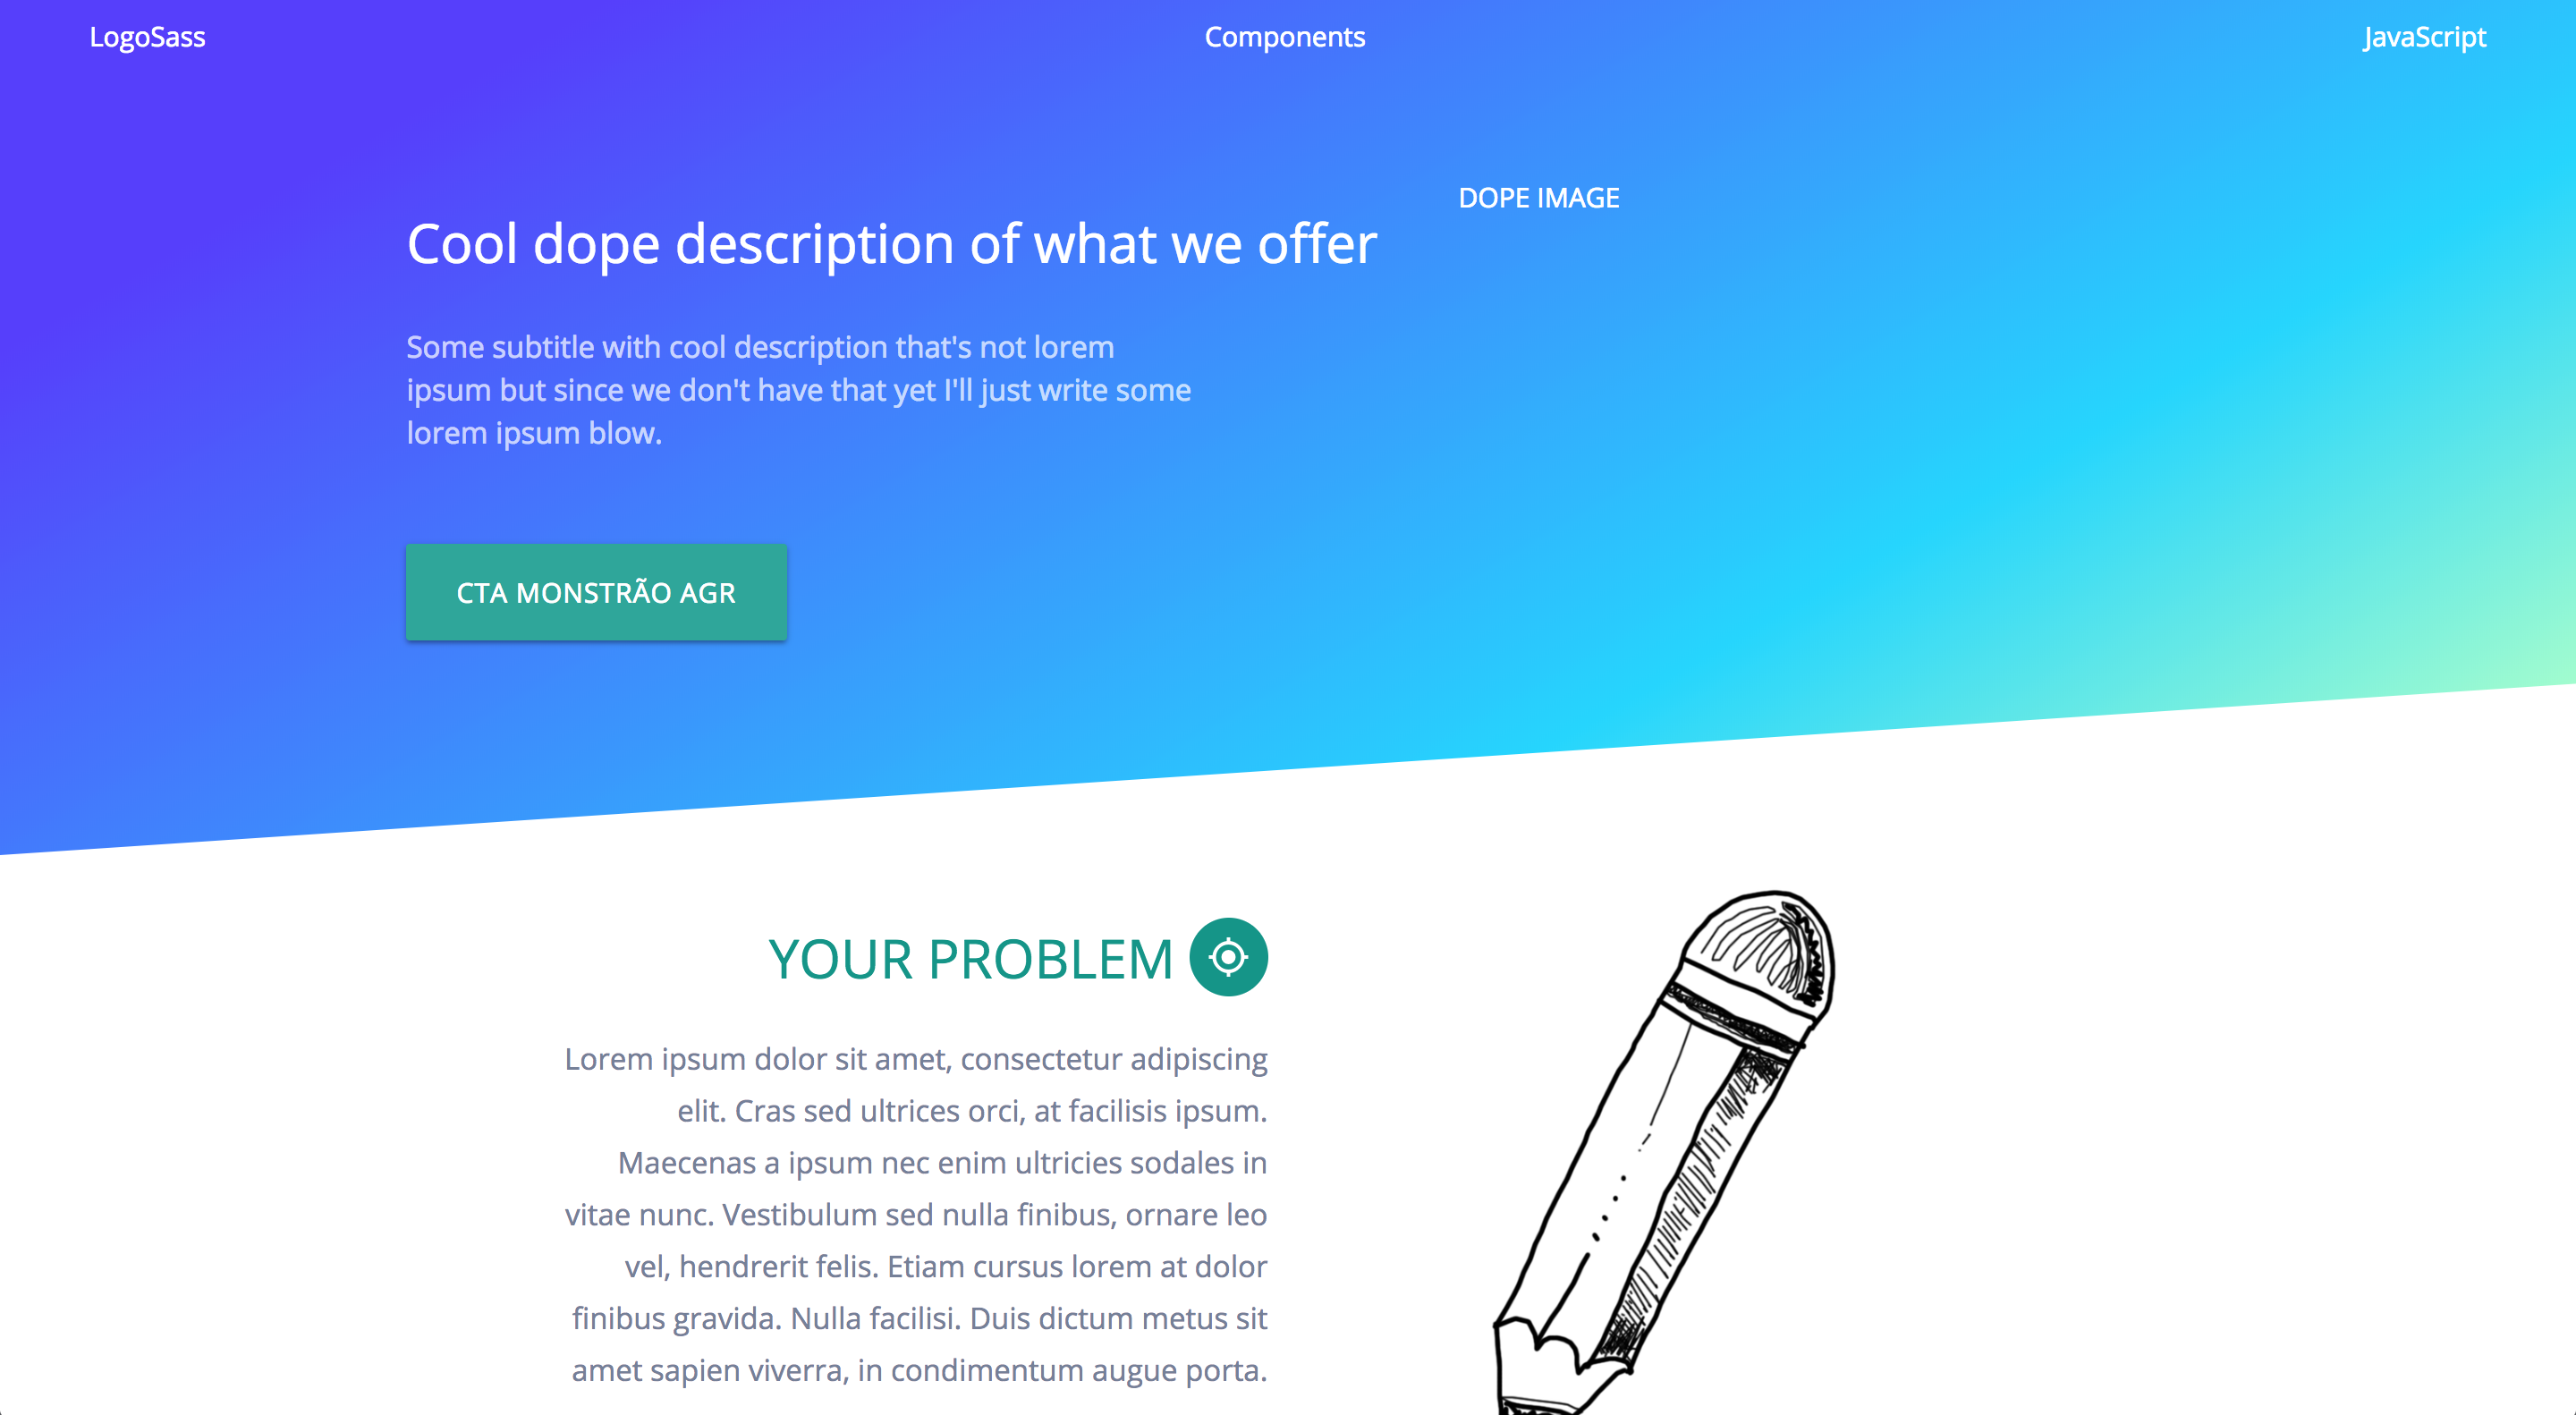 LogoSass
Components
JavaScript
DOPE IMAGE
Cool dope description of what we offer
Some subtitle with cool description that's not lorem
ipsum but since we don't have that yet I'll just write some
lorem ipsum blow.
CTA MONSTRÃO AGR
YOUR PROBLEM
Lorem ipsum dolor sit amet, consectetur adipiscing
elit. Cras sed ultrices orci, at facilisis ipsum.
Maecenas a ipsum nec enim ultricies sodales in
vitae nunc. Vestibulum sed nulla finibus, ornare leo
vel, hendrerit felis. Etiam cursus lorem at dolor
finibus gravida. Nulla facilisi. Duis dictum metus sit
amet sapien viverra, in condimentum augue porta.